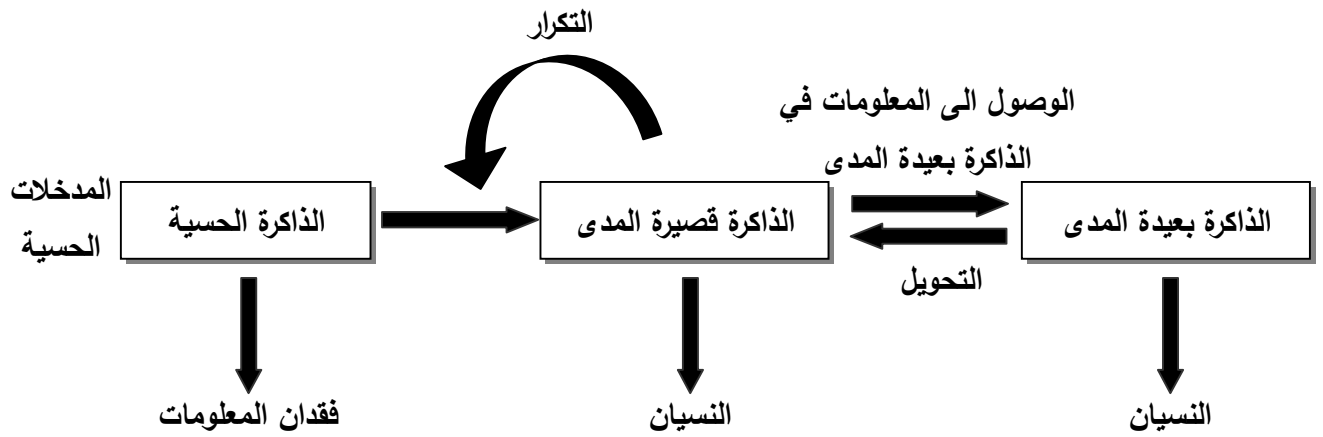 التكرار
الوصول الى المعلومات في
الذاكرة بعيدة المدى
المدخلات
الحسية
الذاكرة الحسية
الذاكرة قصيرة المدى
الذاكرة بعيدة المدى
التحويل
فقدان المعلومات
النسيان
النسيان